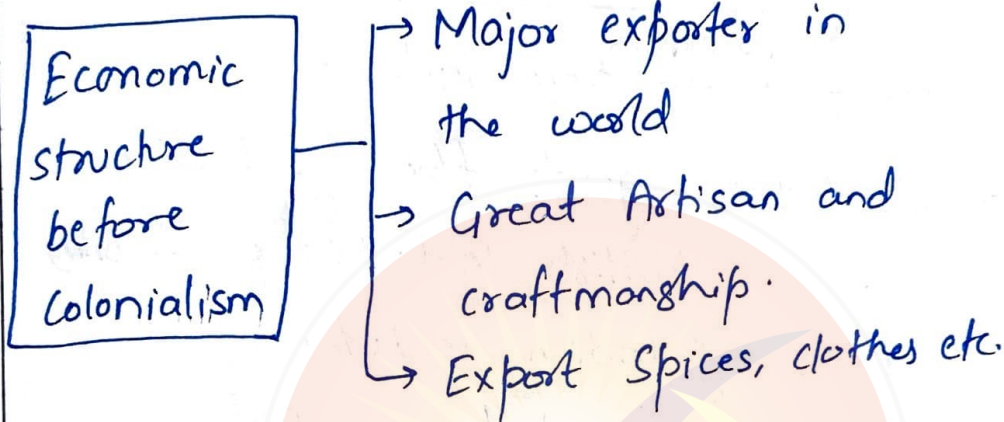 Economic
structure
before
Colonialism
→ Major exporter in
the world
→ Great Artisan and
craftmanship.
→ Export Spices, clothes etc.